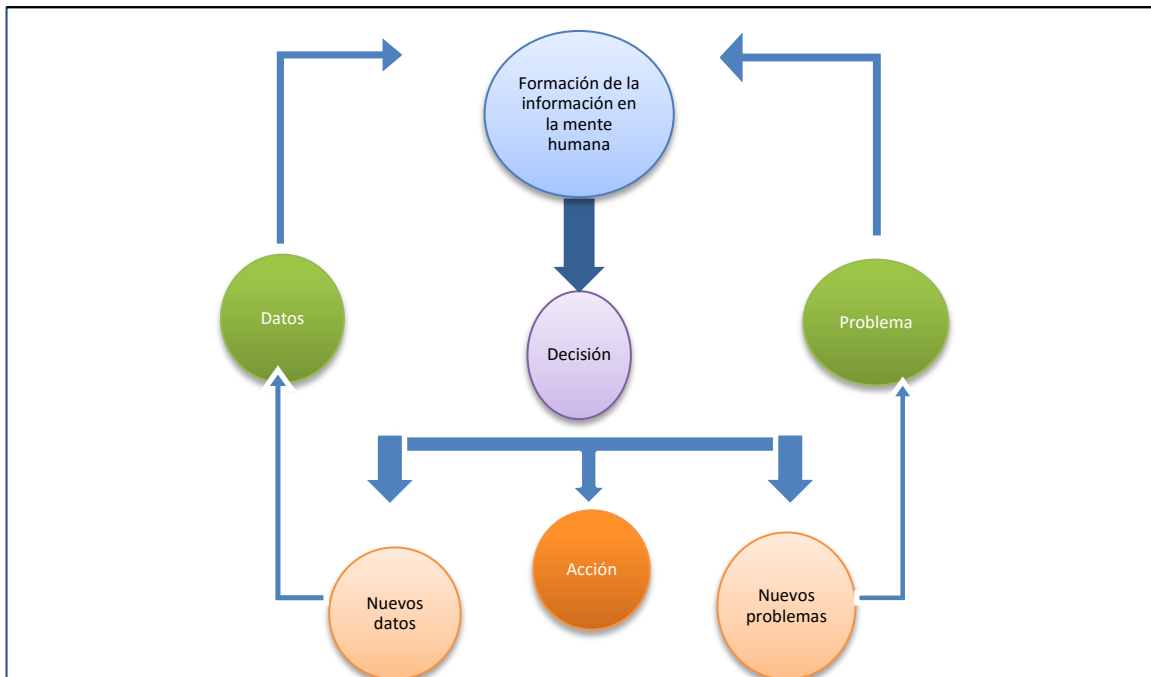 Formación de la
información en
la mente
humana
Datos
Problema
Decisión
Acción
Nuevos
datos
Nuevos
problemas